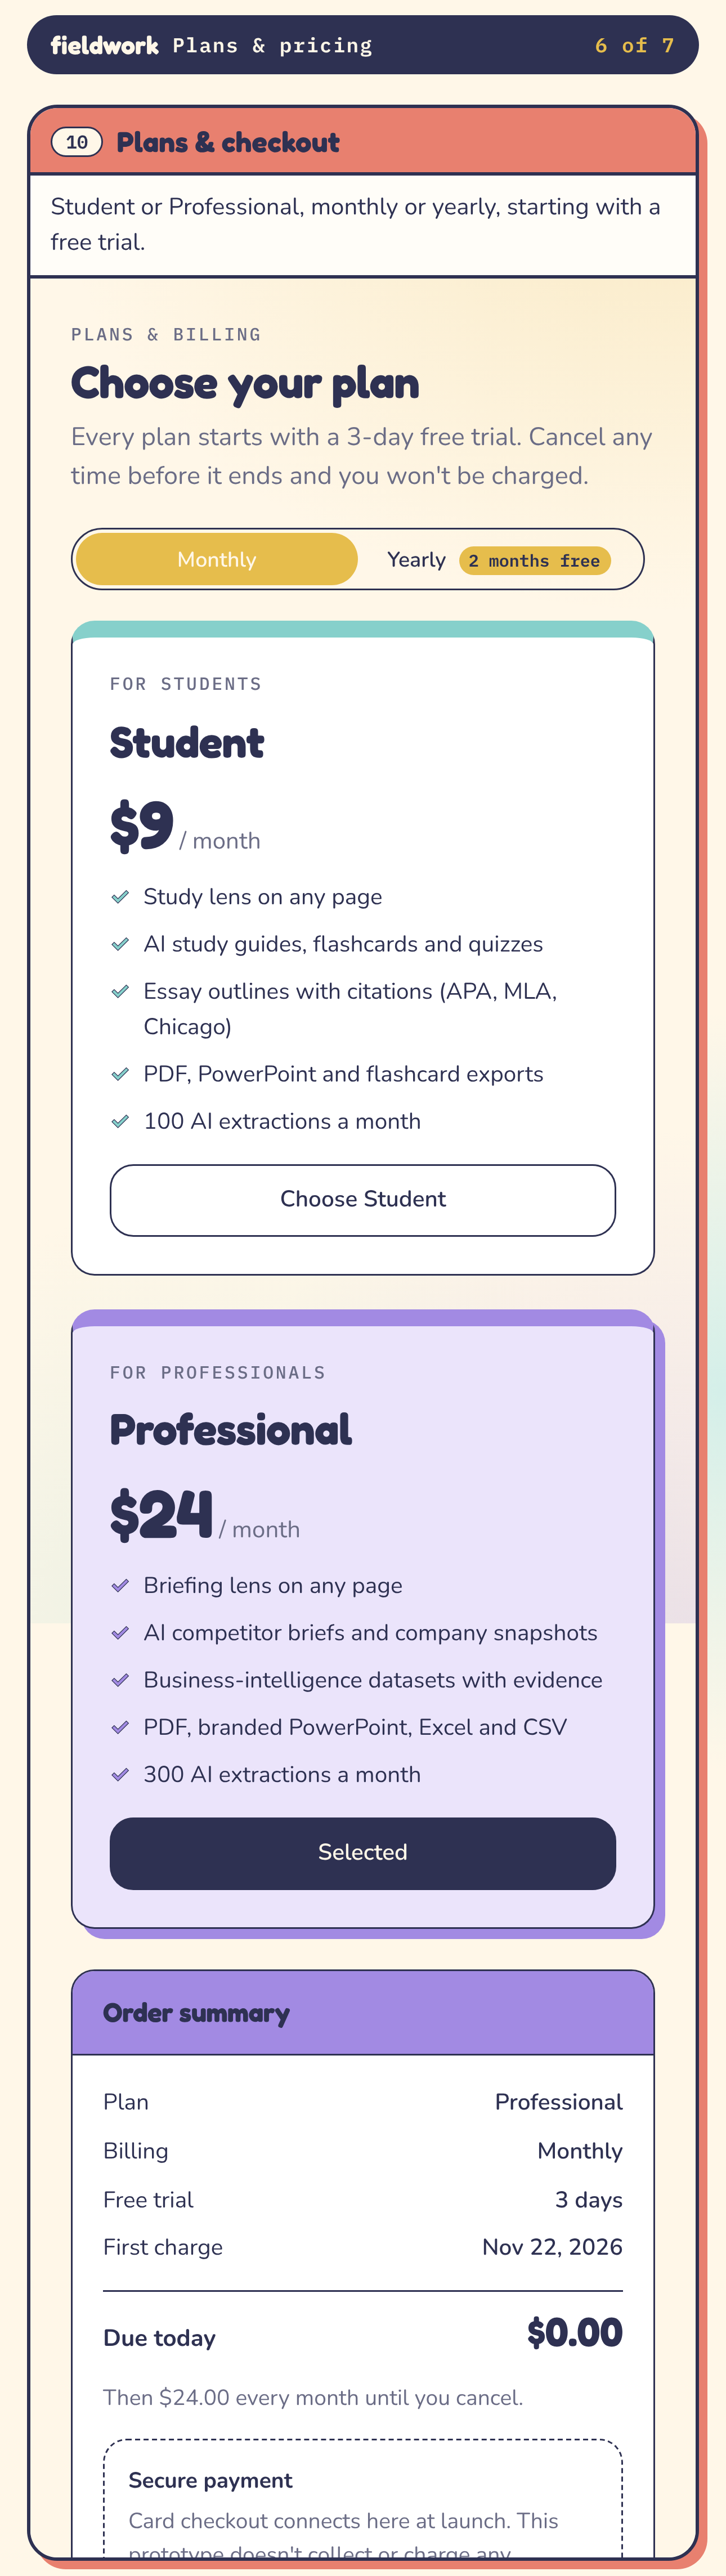 fieldwork Plans & pricing 6 of 7
10 Plans & checkout
Student or Professional, monthly or yearly, starting with a
free trial.
PLANS & BILLING
Choose your plan
Every plan starts with a 3-day free trial. Cancel any
time before it ends and you won't be charged.
Monthly Yearly 2 months free
FOR STUDENTS
Student
$9 / month
Study lens on any page
AI study guides, flashcards and quizzes
Essay outlines with citations (APA, MLA,
Chicago)
PDF, PowerPoint and flashcard exports
100 AI extractions a month
Choose Student
FOR PROFESSIONALS
Professional
$24 / month
Briefing lens on any page
AI competitor briefs and company snapshots
Business-intelligence datasets with evidence
PDF, branded PowerPoint, Excel and CSV
300 AI extractions a month
Selected
Order summary
Plan Professional
Billing Monthly
Free trial 3 days
First charge Nov 22, 2026
Due today $0.00
Then $24.00 every month until you cancel.
Secure payment
Card checkout connects here at launch. This
prototype doesn't collect or charge any